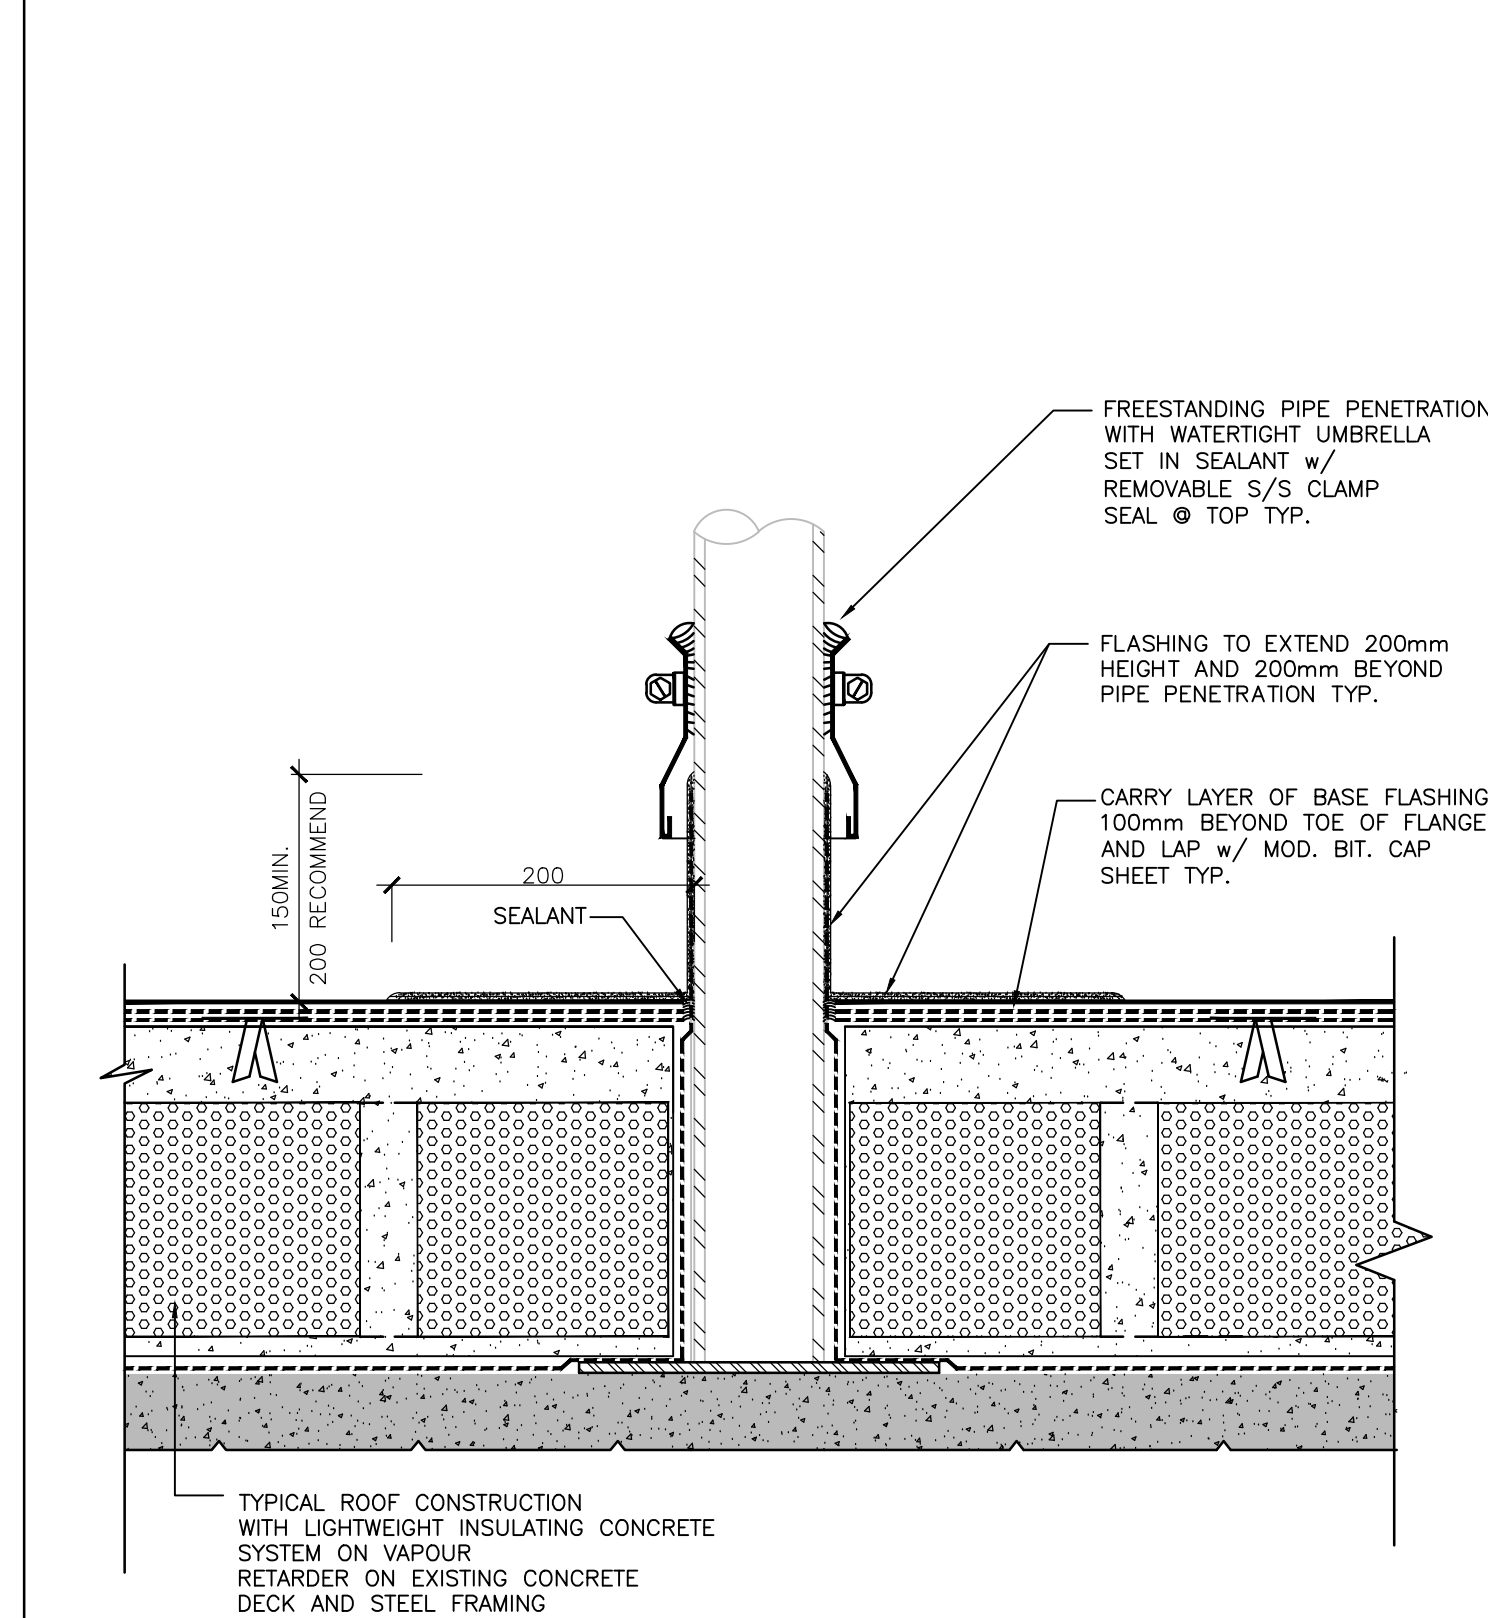 FREESTANDING PIPE PENETRATION
WITH WATERTIGHT UMBRELLA
SET IN SEALANT w/
REMOVABLE S/S CLAMP
SEAL @ TOP TYP.
FLASHING TO EXTEND 200mm
HEIGHT AND 200mm BEYOND
PIPE PENETRATION TYP.
CARRY LAYER OF BASE FLASHING
100mm BEYOND TOE OF FLANGE
AND LAP w/ MOD. BIT. CAP
SHEET TYP.
150MIN.
200 RECOMMEND
200
SEALANT
TYPICAL ROOF CONSTRUCTION
WITH LIGHTWEIGHT INSULATING CONCRETE
SYSTEM ON VAPOUR
RETARDER ON EXISTING CONCRETE
DECK AND STEEL FRAMING